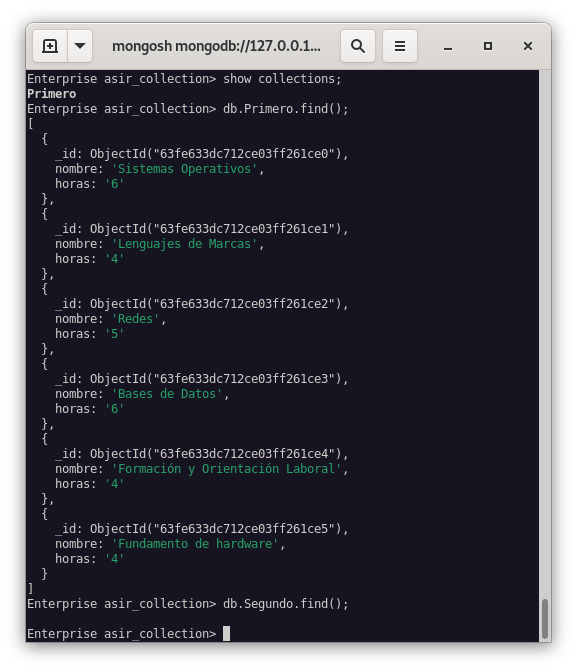 mongosh mongodb://127.0.0.1...
Enterprise asir_collection> show collections;
Primero
Enterprise asir_collection> db.Primero.find();
[
  {
    _id: ObjectId("63fe633dc712ce03ff261ce0"),
    nombre: 'Sistemas Operativos',
    horas: '6'
  },
  {
    _id: ObjectId("63fe633dc712ce03ff261ce1"),
    nombre: 'Lenguajes de Marcas',
    horas: '4'
  },
  {
    _id: ObjectId("63fe633dc712ce03ff261ce2"),
    nombre: 'Redes',
    horas: '5'
  },
  {
    _id: ObjectId("63fe633dc712ce03ff261ce3"),
    nombre: 'Bases de Datos',
    horas: '6'
  },
  {
    _id: ObjectId("63fe633dc712ce03ff261ce4"),
    nombre: 'Formación y Orientación Laboral',
    horas: '4'
  },
  {
    _id: ObjectId("63fe633dc712ce03ff261ce5"),
    nombre: 'Fundamento de hardware',
    horas: '4'
  }
]
Enterprise asir_collection> db.Segundo.find();
Enterprise asir_collection>